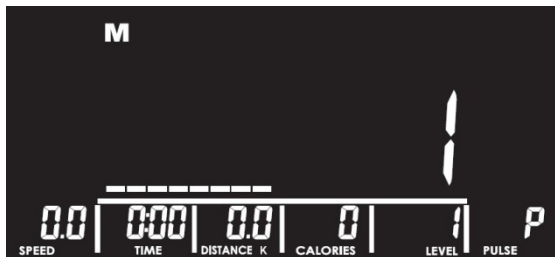 M
1
0.0 0:00 0.0 0 1 P
SPEED TIME DISTANCE K CALORIES LEVEL PULSE